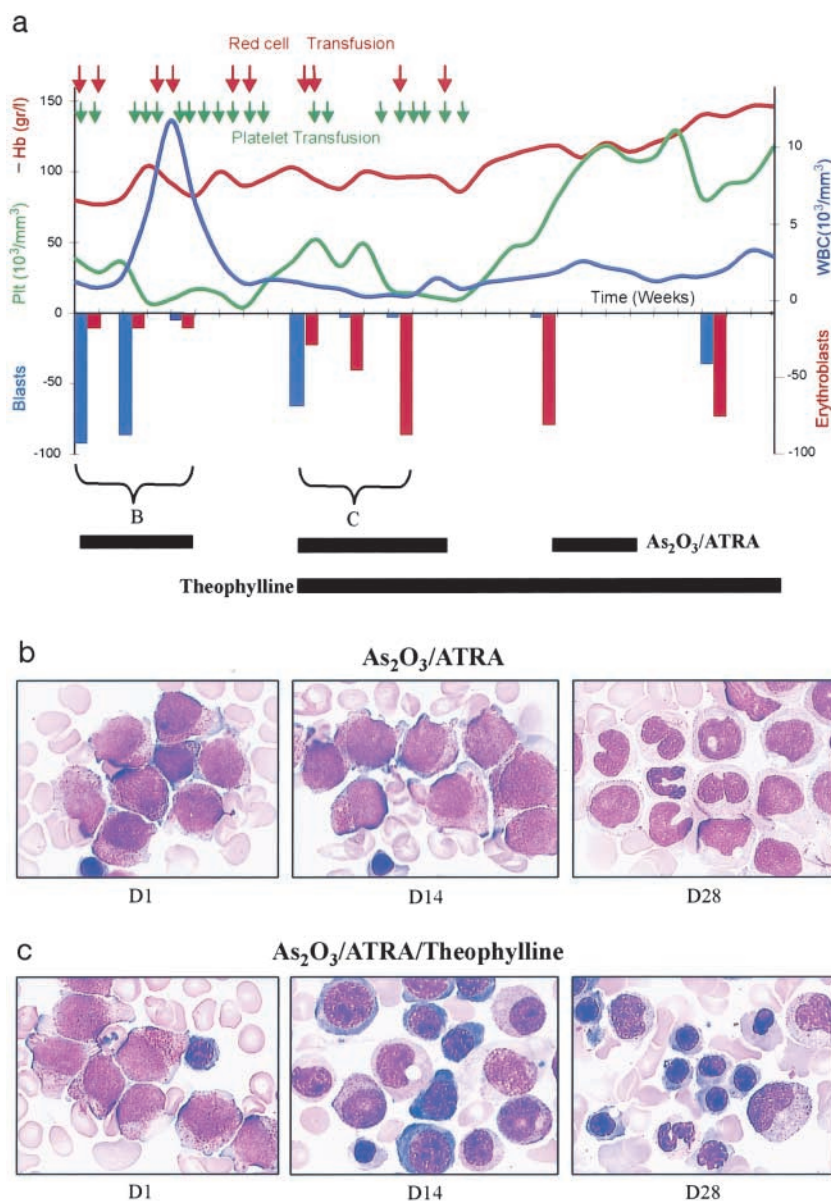 a
Red cell Transfusion
Platelet Transfusion
150
100
50
0
-50
-100
– Hb (gr/l)
Plt (10³/mm³)
Blasts
10
5
0
-50
-100
WBC(10³/mm³)
Erythroblasts
Time (Weeks)
B
C
As₂O₃/ATRA
Theophylline
b
As₂O₃/ATRA
D1
D14
D28
c
As₂O₃/ATRA/Theophylline
D1
D14
D28